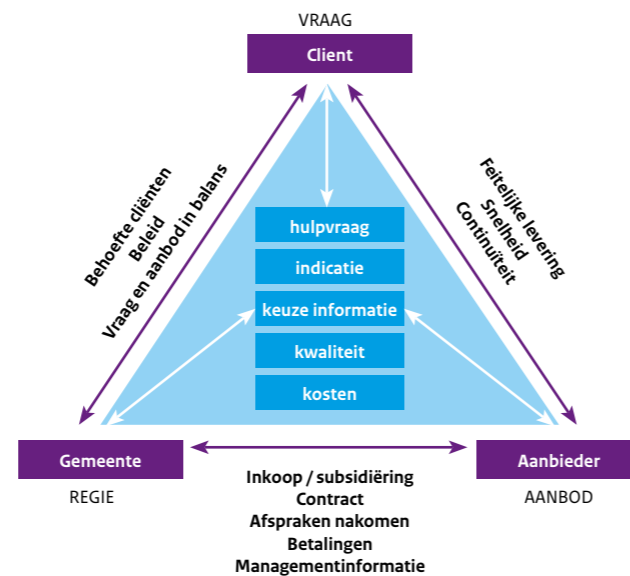 VRAAG
Client
Behoefte cliënten
Beleid
Vraag en aanbod in balans
Feitelijke levering
Snelheid
Continuïteit
hulpvraag
indicatie
keuze informatie
kwaliteit
kosten
Gemeente
REGIE
Aanbieder
AANBOD
Inkoop / subsidiëring
Contract
Afspraken nakomen
Betalingen
Managementinformatie